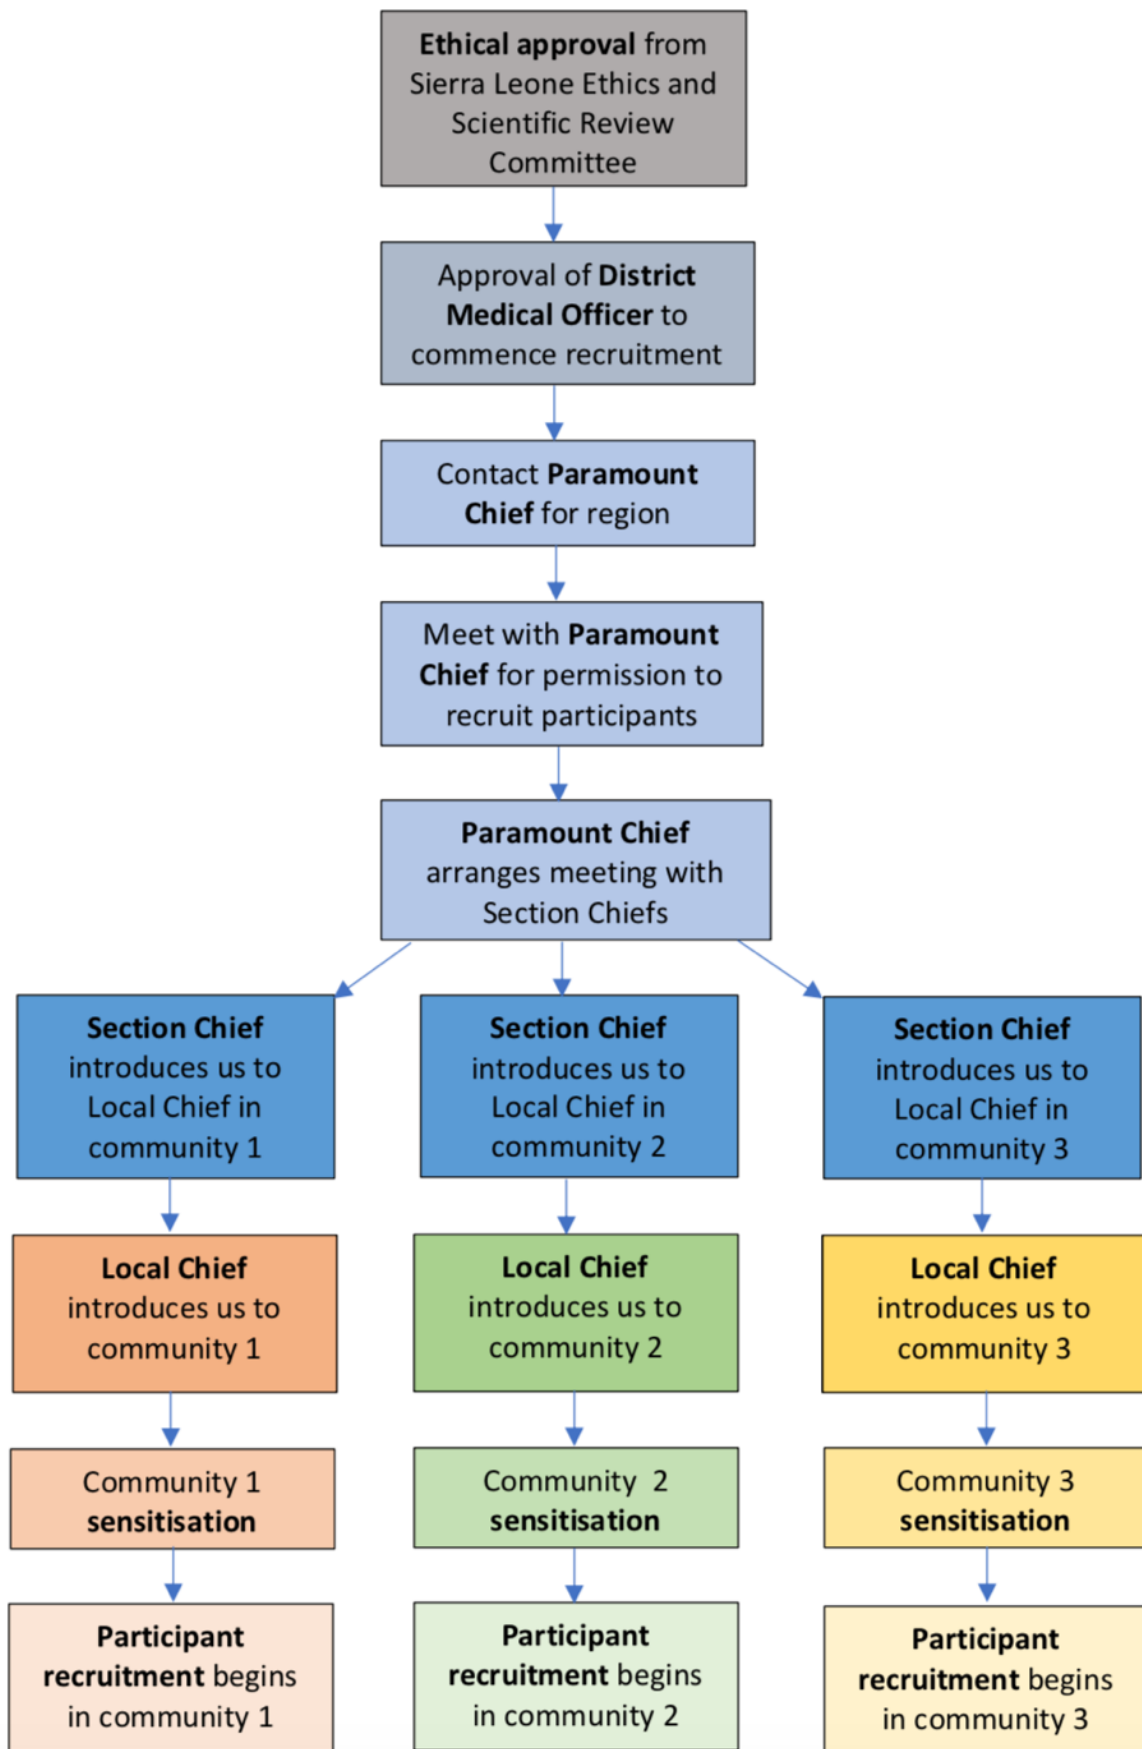 Ethical approval from
Sierra Leone Ethics and
Scientific Review
Committee
Approval of District
Medical Officer to
commence recruitment
Contact Paramount
Chief for region
Meet with Paramount
Chief for permission to
recruit participants
Paramount Chief
arranges meeting with
Section Chiefs
Section Chief
introduces us to
Local Chief in
community 1
Section Chief
introduces us to
Local Chief in
community 2
Section Chief
introduces us to
Local Chief in
community 3
Local Chief
introduces us to
community 1
Local Chief
introduces us to
community 2
Local Chief
introduces us to
community 3
Community 1
sensitisation
Community 2
sensitisation
Community 3
sensitisation
Participant
recruitment begins
in community 1
Participant
recruitment begins
in community 2
Participant
recruitment begins
in community 3